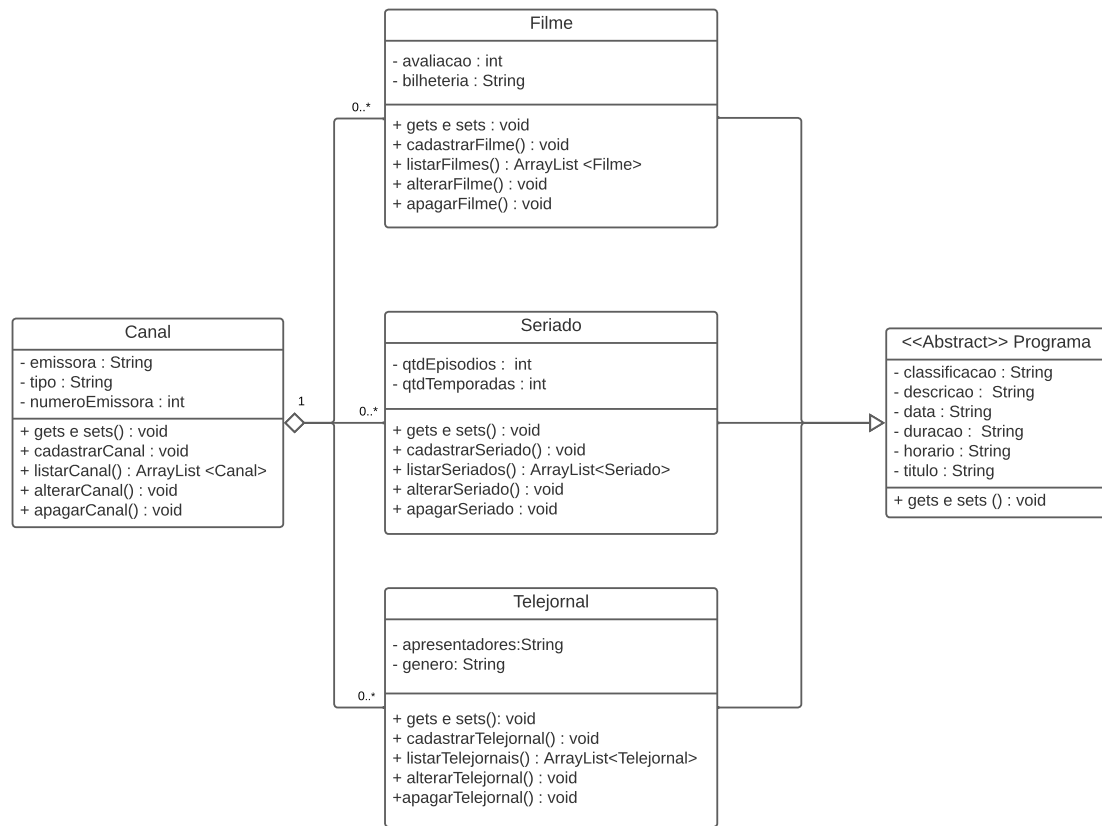 Filme
- avaliacao : int
- bilheteria : String
0..*
+ gets e sets : void
+ cadastrarFilme() : void
+ listarFilmes() : ArrayList <Filme>
+ alterarFilme() : void
+ apagarFilme() : void
Canal
- emissora : String
- tipo : String
- numeroEmissora : int
+ gets e sets() : void
+ cadastrarCanal : void
+ listarCanal() : ArrayList <Canal>
+ alterarCanal() : void
+ apagarCanal() : void
1
Seriado
- qtdEpisodios : int
- qtdTemporadas : int
0..*
+ gets e sets() : void
+ cadastrarSeriado() : void
+ listarSeriados() : ArrayList<Seriado>
+ alterarSeriado() : void
+ apagarSeriado : void
<<Abstract>> Programa
- classificacao : String
- descricao : String
- data : String
- duracao : String
- horario : String
- titulo : String
+ gets e sets () : void
Telejornal
- apresentadores:String
- genero: String
0..*
+ gets e sets(): void
+ cadastrarTelejornal() : void
+ listarTelejornais() : ArrayList<Telejornal>
+ alterarTelejornal() : void
+apagarTelejornal() : void